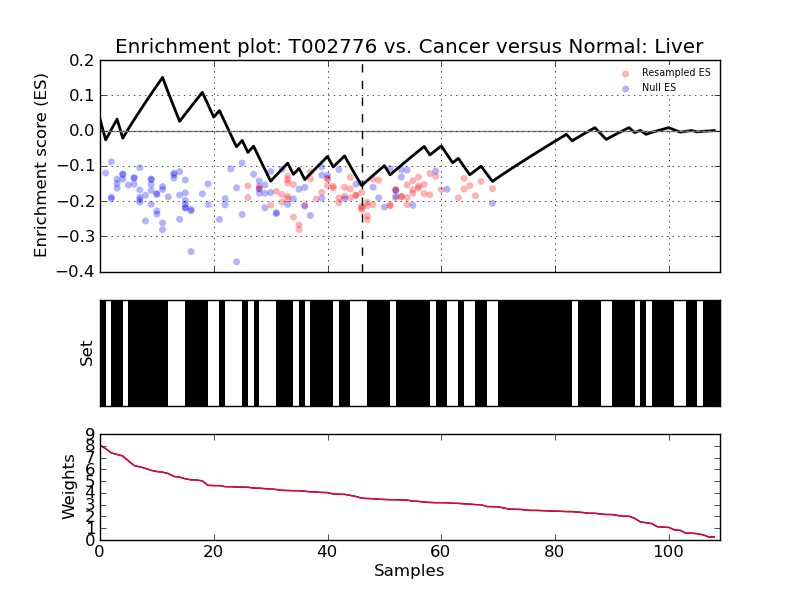 Enrichment plot: T002776 vs. Cancer versus Normal: Liver
0.2
0.1
0.0
−0.1
−0.2
−0.3
−0.4
Enrichment score (ES)
Resampled ES
Null ES
Set
9
8
7
6
5
4
3
2
1
0
Weights
0 20 40 60 80 100
Samples